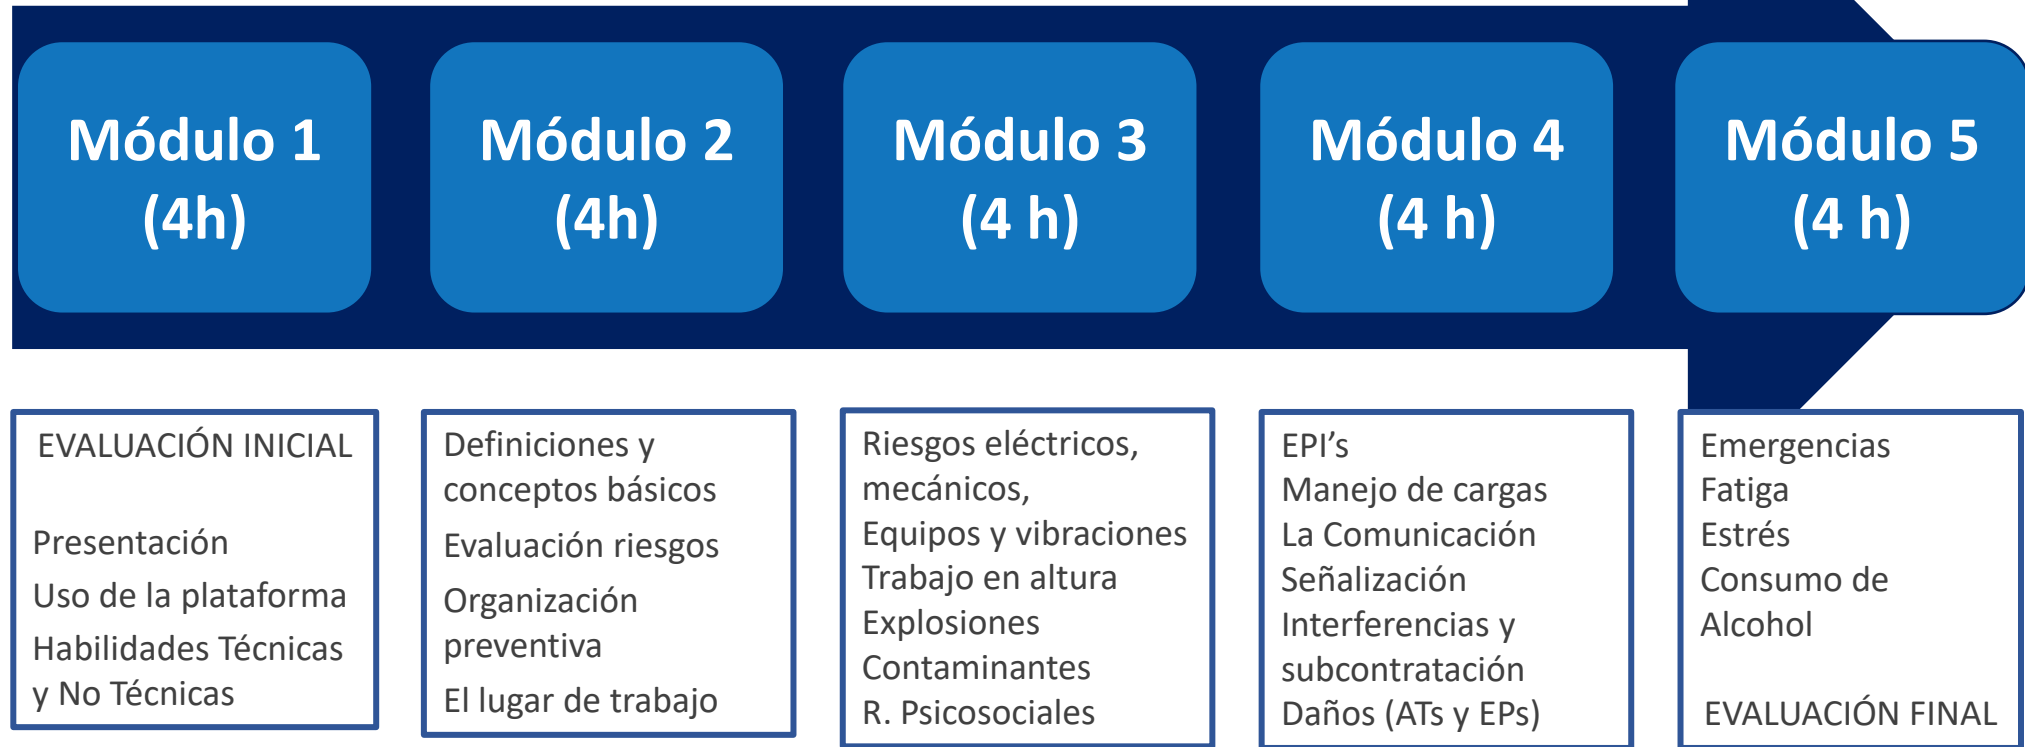 Módulo 1
(4h)
Módulo 2
(4h)
Módulo 3
(4 h)
Módulo 4
(4 h)
Módulo 5
(4 h)
EVALUACIÓN INICIAL
Presentación
Uso de la plataforma
Habilidades Técnicas
y No Técnicas
Definiciones y
conceptos básicos
Evaluación riesgos
Organización
preventiva
El lugar de trabajo
Riesgos eléctricos,
mecánicos,
Equipos y vibraciones
Trabajo en altura
Explosiones
Contaminantes
R. Psicosociales
EPI’s
Manejo de cargas
La Comunicación
Señalización
Interferencias y
subcontratación
Daños (ATs y EPs)
Emergencias
Fatiga
Estrés
Consumo de
Alcohol
EVALUACIÓN FINAL